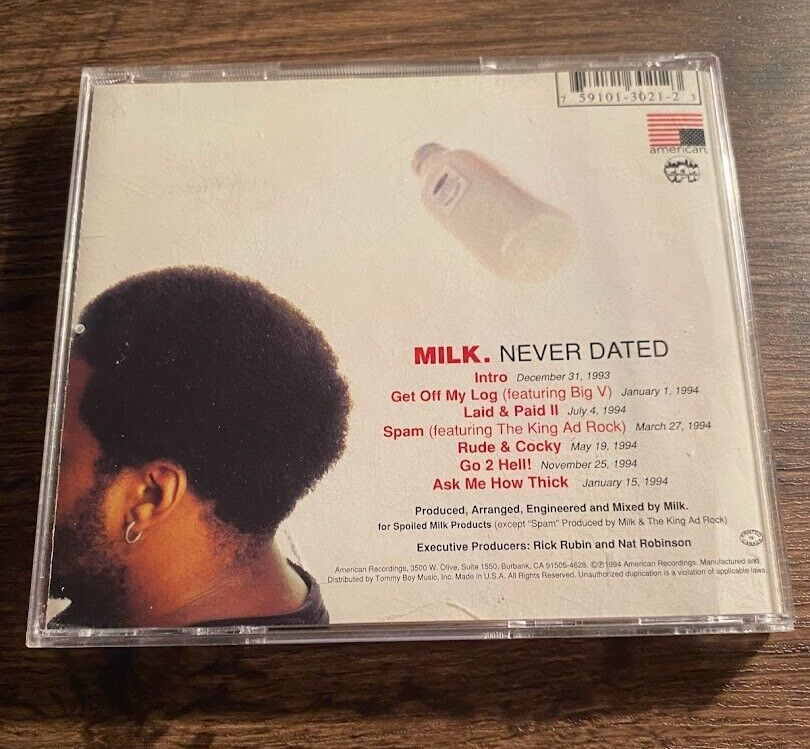 7 59101-3021-2 3
american
MILK. NEVER DATED
Intro December 31, 1993
Get Off My Log (featuring Big V) January 1, 1994
Laid & Paid II July 4, 1994
Spam (featuring The King Ad Rock) March 27, 1994
Rude & Cocky May 19, 1994
Go 2 Hell! November 25, 1994
Ask Me How Thick January 15, 1994
Produced, Arranged, Engineered and Mixed by Milk.
for Spoiled Milk Products (except "Spam" Produced by Milk & The King Ad Rock)
PRINTED IN CANADA
Executive Producers: Rick Rubin and Nat Robinson
American Recordings, 3500 W. Olive, Suite 1550, Burbank, CA 91505-4628. ©℗1994 American Recordings. Manufactured and
Distributed by Tommy Boy Music, Inc. Made in U.S.A. All Rights Reserved. Unauthorized duplication is a violation of applicable laws